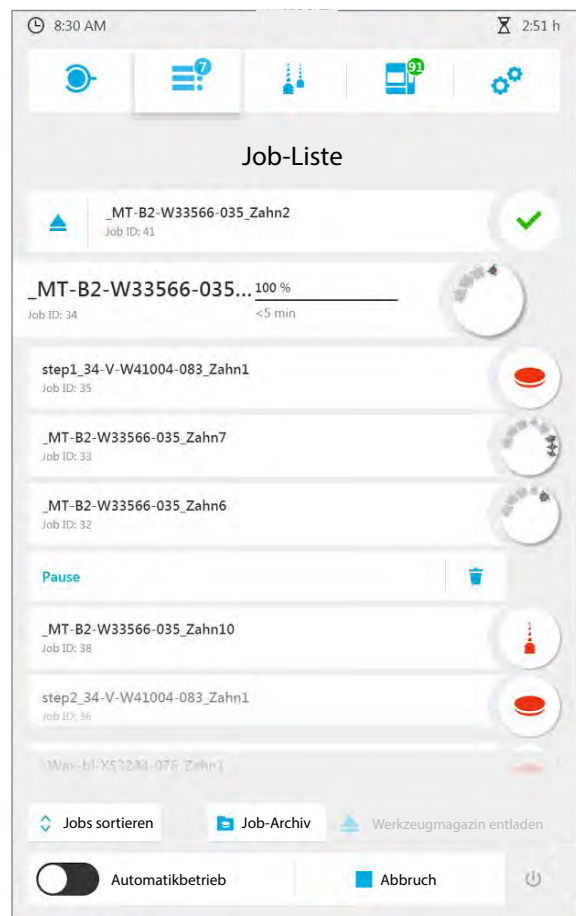 8:30 AM
2:51 h
7
91
Job-Liste
_MT-B2-W33566-035_Zahn2
Job ID: 41
_MT-B2-W33566-035... 100 %
Job ID: 34
<5 min
step1_34-V-W41004-083_Zahn1
Job ID: 35
_MT-B2-W33566-035_Zahn7
Job ID: 33
_MT-B2-W33566-035_Zahn6
Job ID: 32
Pause
_MT-B2-W33566-035_Zahn10
Job ID: 38
step2_34-V-W41004-083_Zahn1
Job ID: 36
Jobs sortieren
Job-Archiv
Werkzeugmagazin entladen
Automatikbetrieb
Abbruch